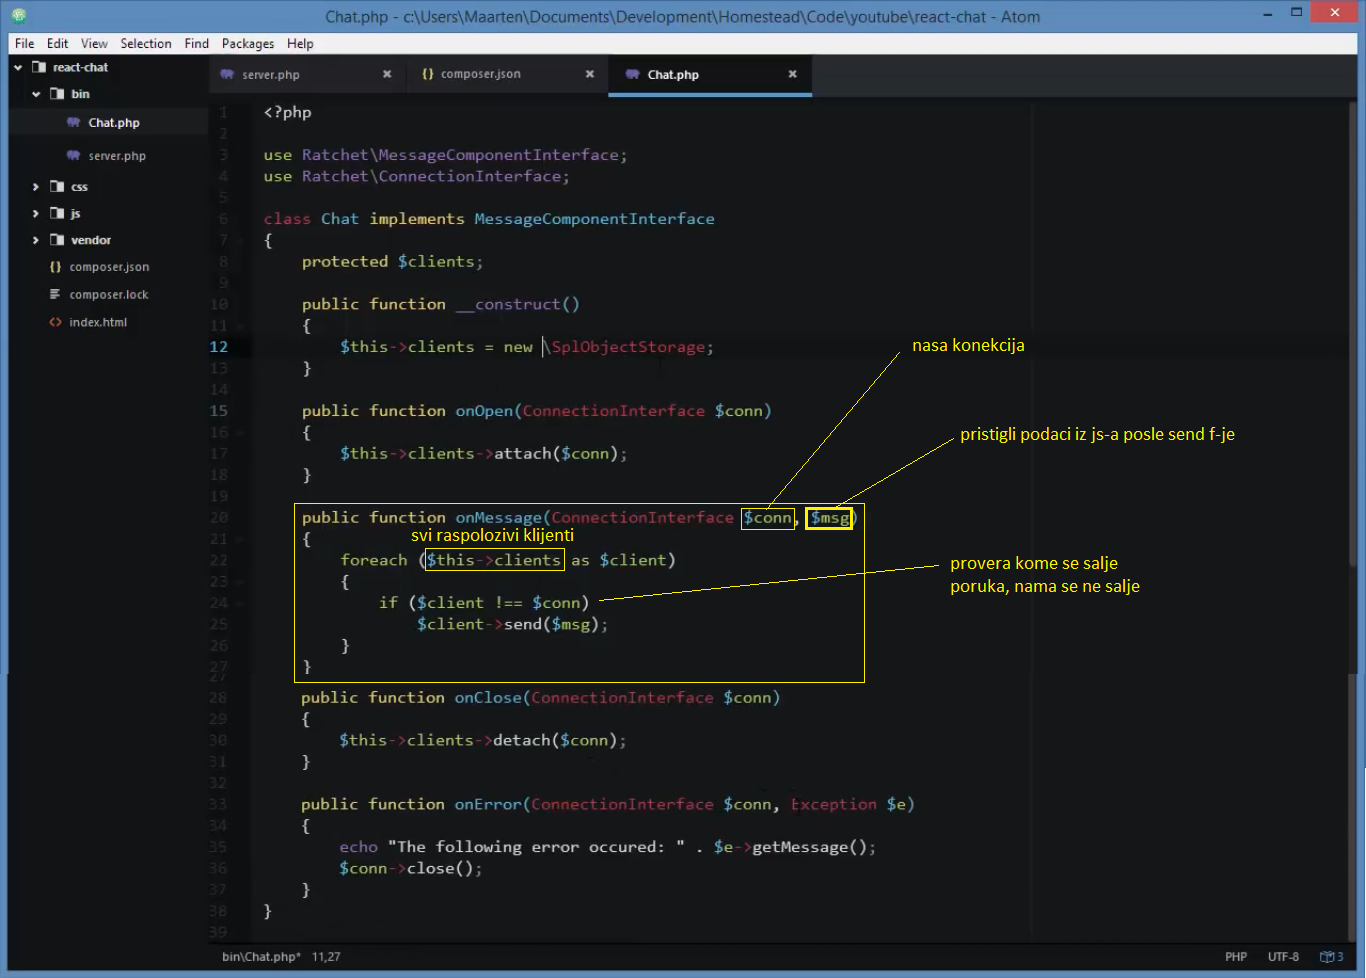 Chat.php - c:\Users\Maarten\Documents\Development\Homestead\Code\youtube\react-chat - Atom
File Edit View Selection Find Packages Help
react-chat
bin
Chat.php
server.php
css
js
vendor
composer.json
composer.lock
index.html
server.php composer.json Chat.php
1 <?php
2
3 use Ratchet\MessageComponentInterface;
4 use Ratchet\ConnectionInterface;
5
6 class Chat implements MessageComponentInterface
7 {
8 protected $clients;
9
10 public function __construct()
11 {
12 $this->clients = new \SplObjectStorage;
13 }
14
15 public function onOpen(ConnectionInterface $conn)
16 {
17 $this->clients->attach($conn);
18 }
19
20 public function onMessage(ConnectionInterface $conn, $msg)
21 {
22 foreach ($this->clients as $client)
23 {
24 if ($client !== $conn)
25 $client->send($msg);
26 }
27 }
27
28 public function onClose(ConnectionInterface $conn)
29 {
30 $this->clients->detach($conn);
31 }
32
33 public function onError(ConnectionInterface $conn, Exception $e)
34 {
35 echo "The following error occured: " . $e->getMessage();
36 $conn->close();
37 }
38 }
39
nasa konekcija
pristigli podaci iz js-a posle send f-je
svi raspolozivi klijenti
provera kome se salje
poruka, nama se ne salje
bin\Chat.php* 11,27 PHP UTF-8 3